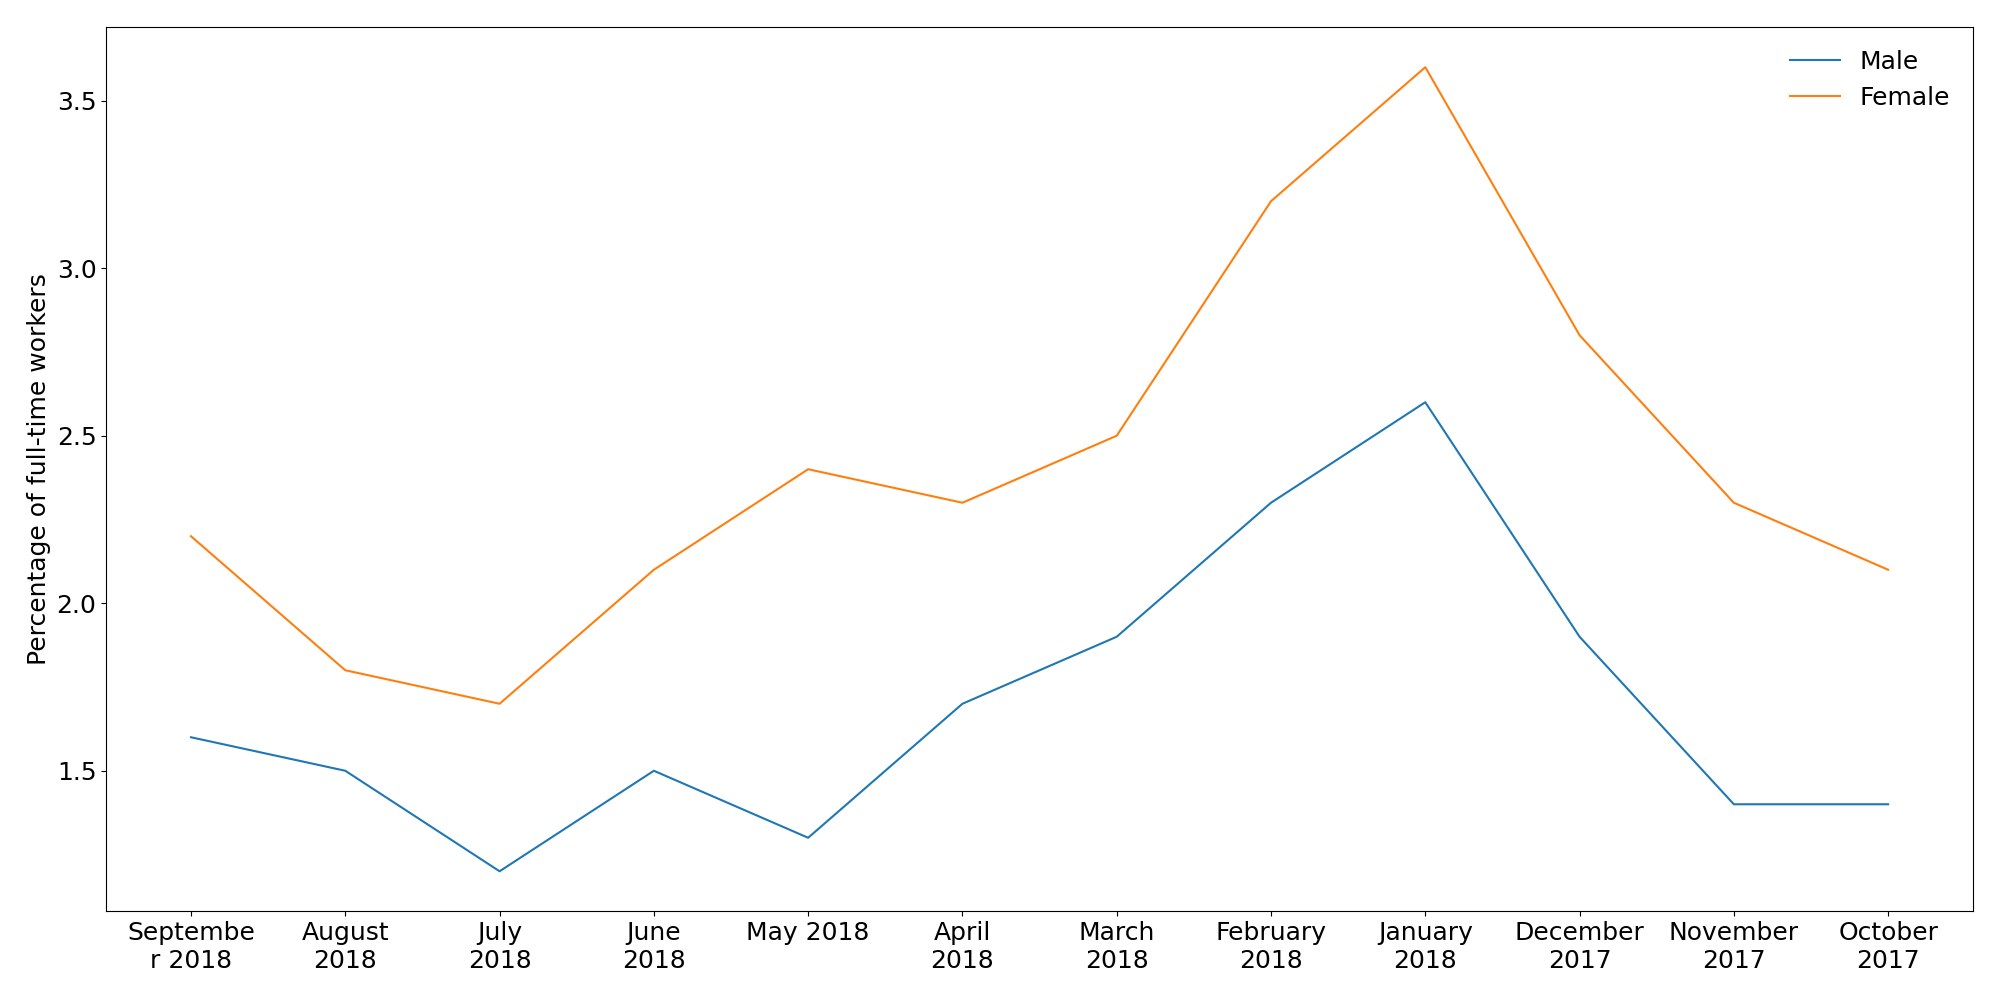 Male
Female
Percentage of full-time workers
3.5
3.0
2.5
2.0
1.5
Septembe
r 2018
August
2018
July
2018
June
2018
May 2018
April
2018
March
2018
February
2018
January
2018
December
2017
November
2017
October
2017